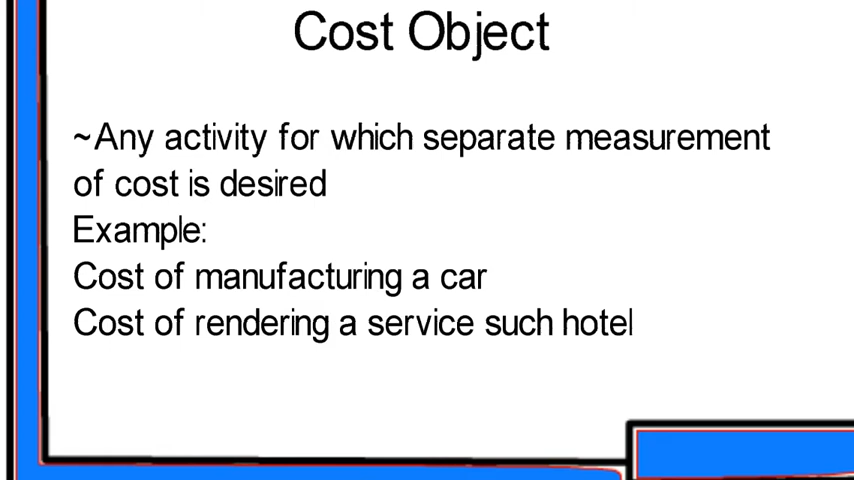 Cost Object
~Any activity for which separate measurement
of cost is desired
Example:
Cost of manufacturing a car
Cost of rendering a service such hotel